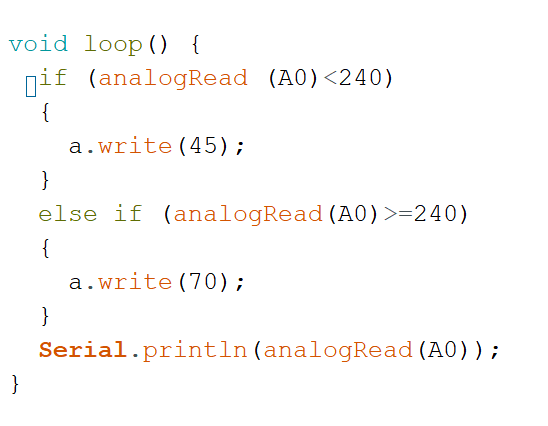 void loop() {
if (analogRead (A0)<240)
{
a.write(45);
}
else if (analogRead(A0)>=240)
{
a.write(70);
}
Serial.println(analogRead(A0));
}